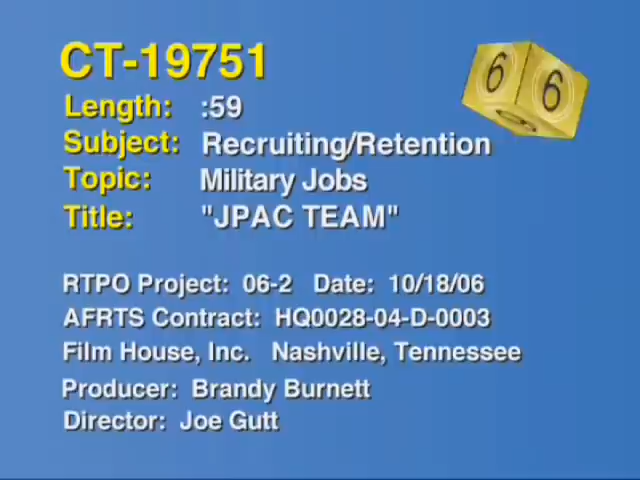 CT-19751
Length: :59
Subject: Recruiting/Retention
Topic: Military Jobs
Title: "JPAC TEAM"
RTPO Project: 06-2 Date: 10/18/06
AFRTS Contract: HQ0028-04-D-0003
Film House, Inc. Nashville, Tennessee
Producer: Brandy Burnett
Director: Joe Gutt
6 6